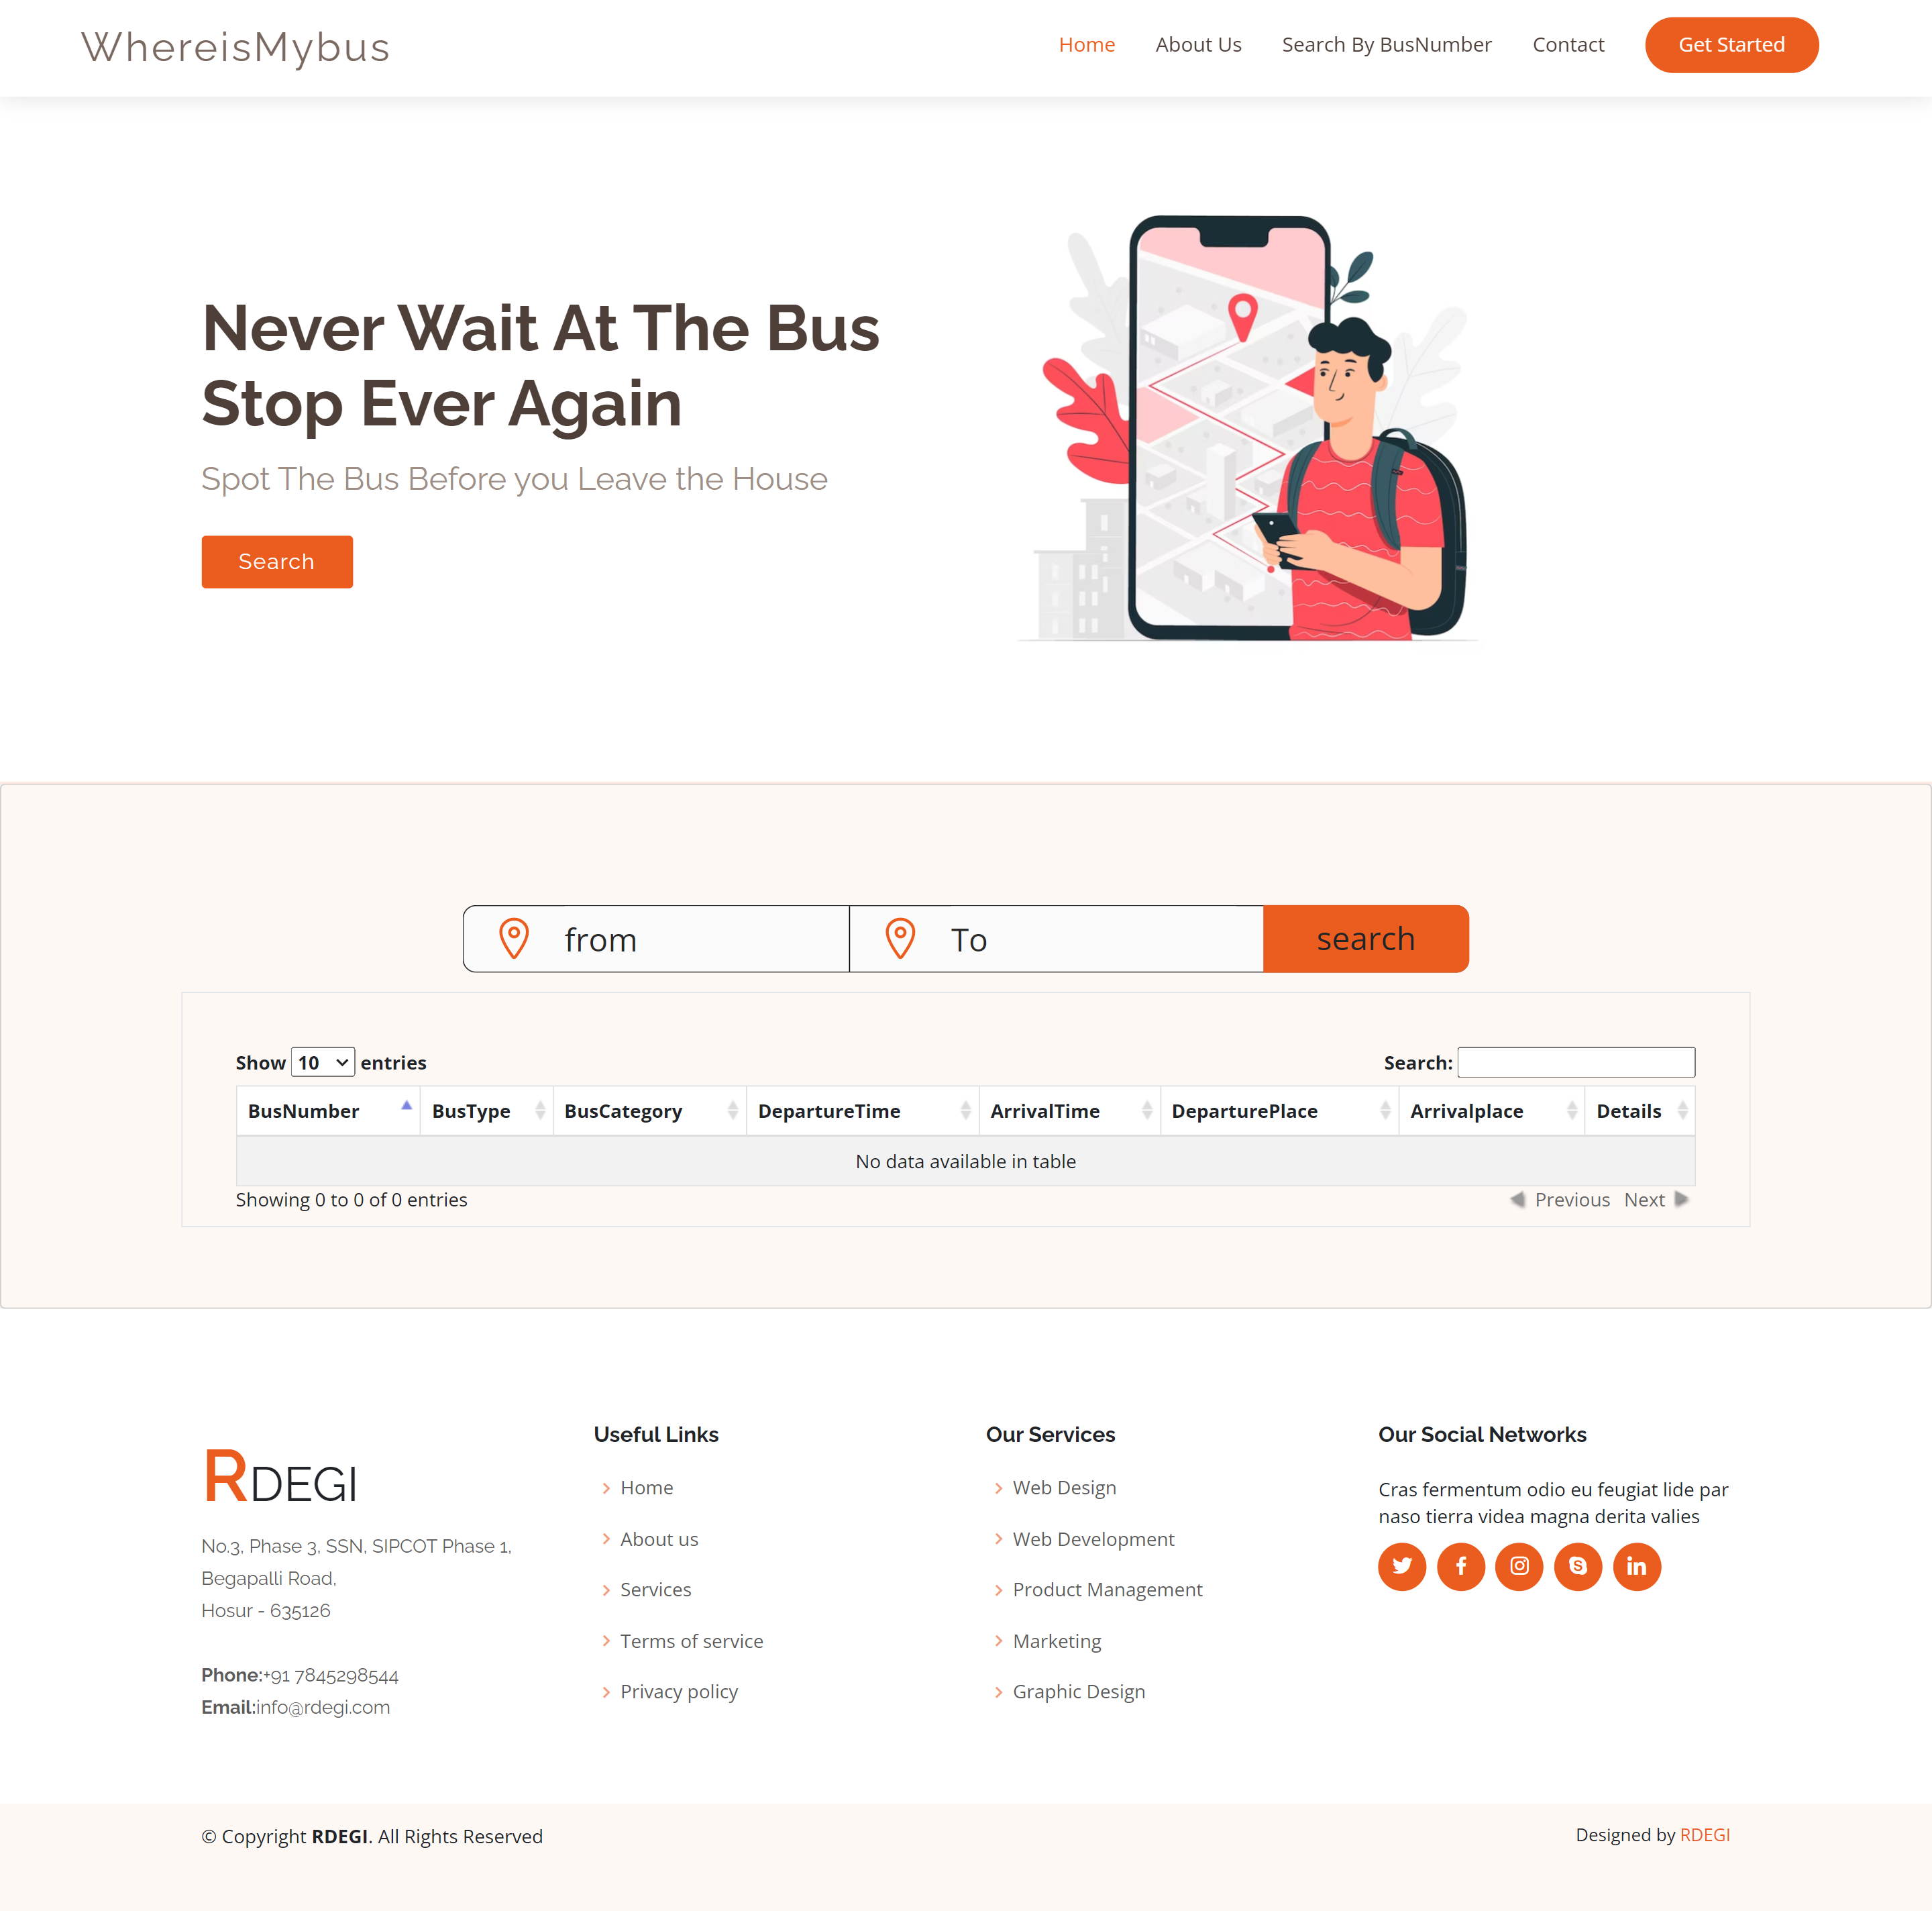 WhereisMybus
Home
About Us
Search By BusNumber
Contact
Get Started
Never Wait At The Bus
Stop Ever Again
Spot The Bus Before you Leave the House
Search
from
To
search
Show 10 entries
Search:
BusNumber
BusType
BusCategory
DepartureTime
ArrivalTime
DeparturePlace
Arrivalplace
Details
No data available in table
Showing 0 to 0 of 0 entries
Previous
Next
RDEGI
No.3, Phase 3, SSN, SIPCOT Phase 1,
Begapalli Road,
Hosur - 635126
Phone:+91 7845298544
Email:info@rdegi.com
Useful Links
Home
About us
Services
Terms of service
Privacy policy
Our Services
Web Design
Web Development
Product Management
Marketing
Graphic Design
Our Social Networks
Cras fermentum odio eu feugiat lide par
naso tierra videa magna derita valies
© Copyright RDEGI. All Rights Reserved
Designed by RDEGI